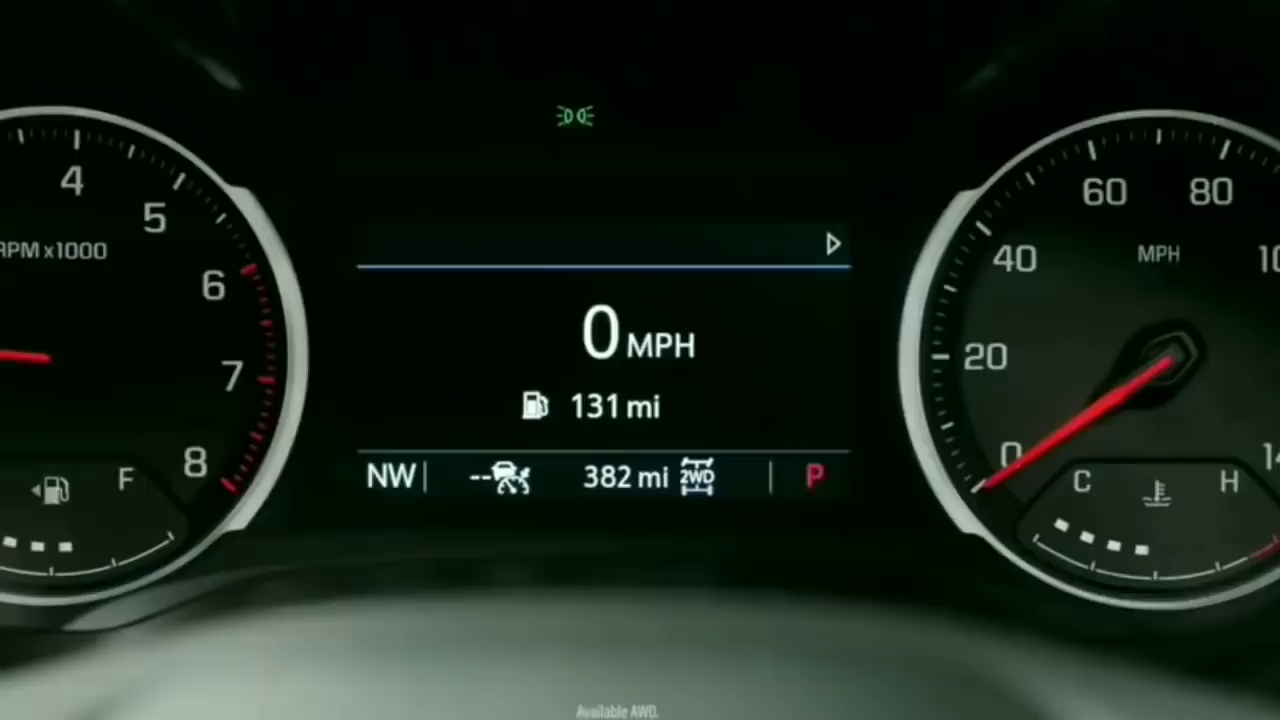 4
5
6
7
8
RPM x1000
F
0 MPH
131 mi
NW
--
382 mi 2WD
P
0
20
40
60
80
MPH
C
H
Available AWD.